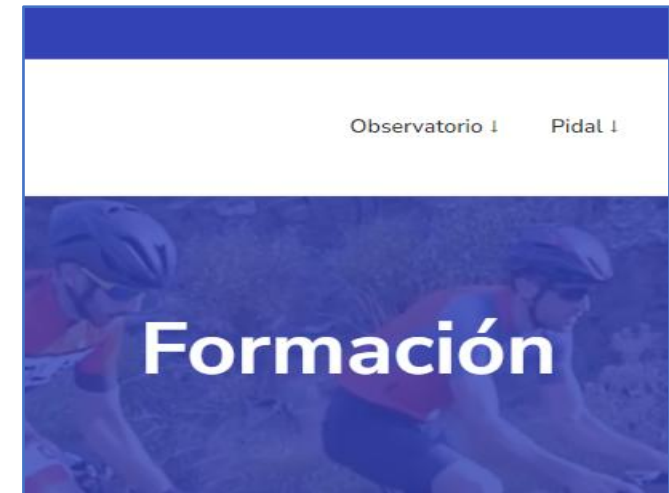 Observatorio ↓ Pidal ↓
Formación